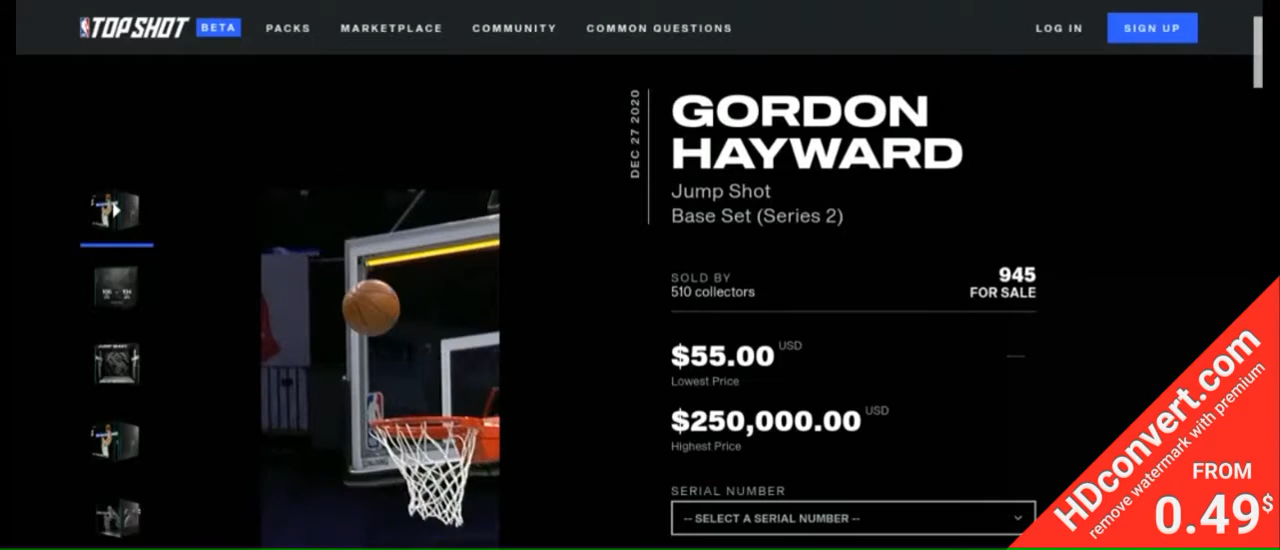 TOP SHOT BETA PACKS MARKETPLACE COMMUNITY COMMON QUESTIONS LOG IN SIGN UP
DEC 27 2020
GORDON
HAYWARD
Jump Shot
Base Set (Series 2)
SOLD BY
510 collectors
945
FOR SALE
$55.00 USD
Lowest Price
$250,000.00 USD
Highest Price
SERIAL NUMBER
-- SELECT A SERIAL NUMBER --
HDconvert.com
remove watermark with premium
FROM
0.49$